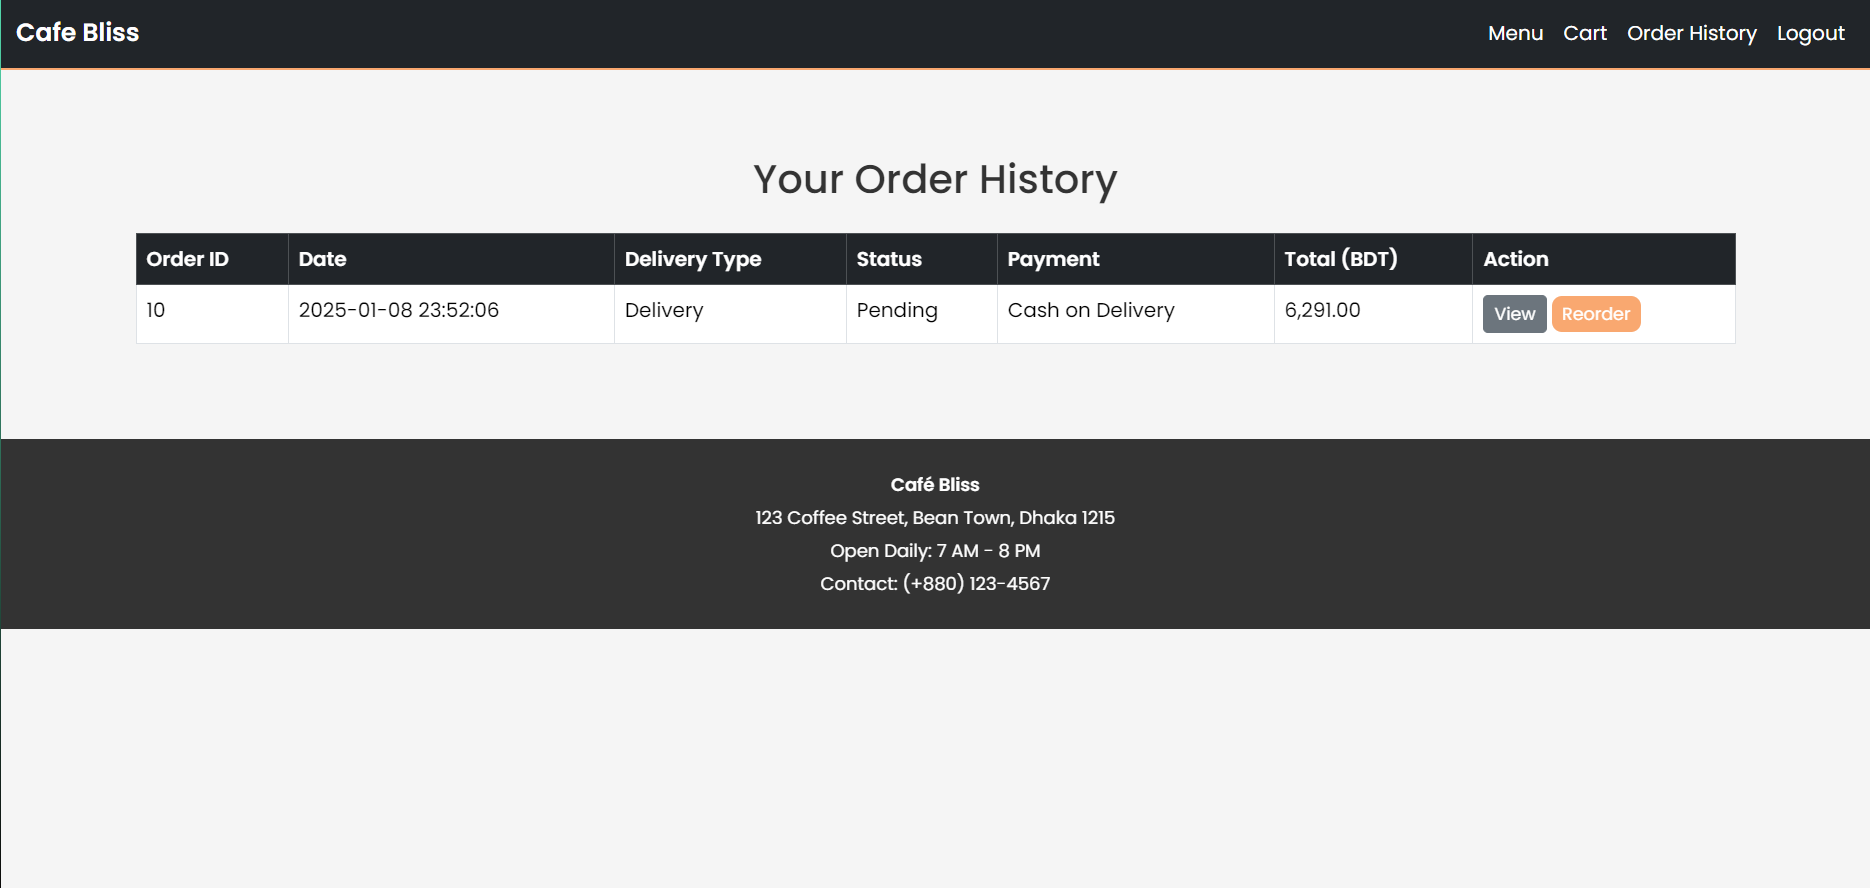 Cafe Bliss Menu Cart Order History Logout
Your Order History
Order ID Date Delivery Type Status Payment Total (BDT) Action
10 2025-01-08 23:52:06 Delivery Pending Cash on Delivery 6,291.00 View Reorder
Café Bliss
123 Coffee Street, Bean Town, Dhaka 1215
Open Daily: 7 AM - 8 PM
Contact: (+880) 123-4567